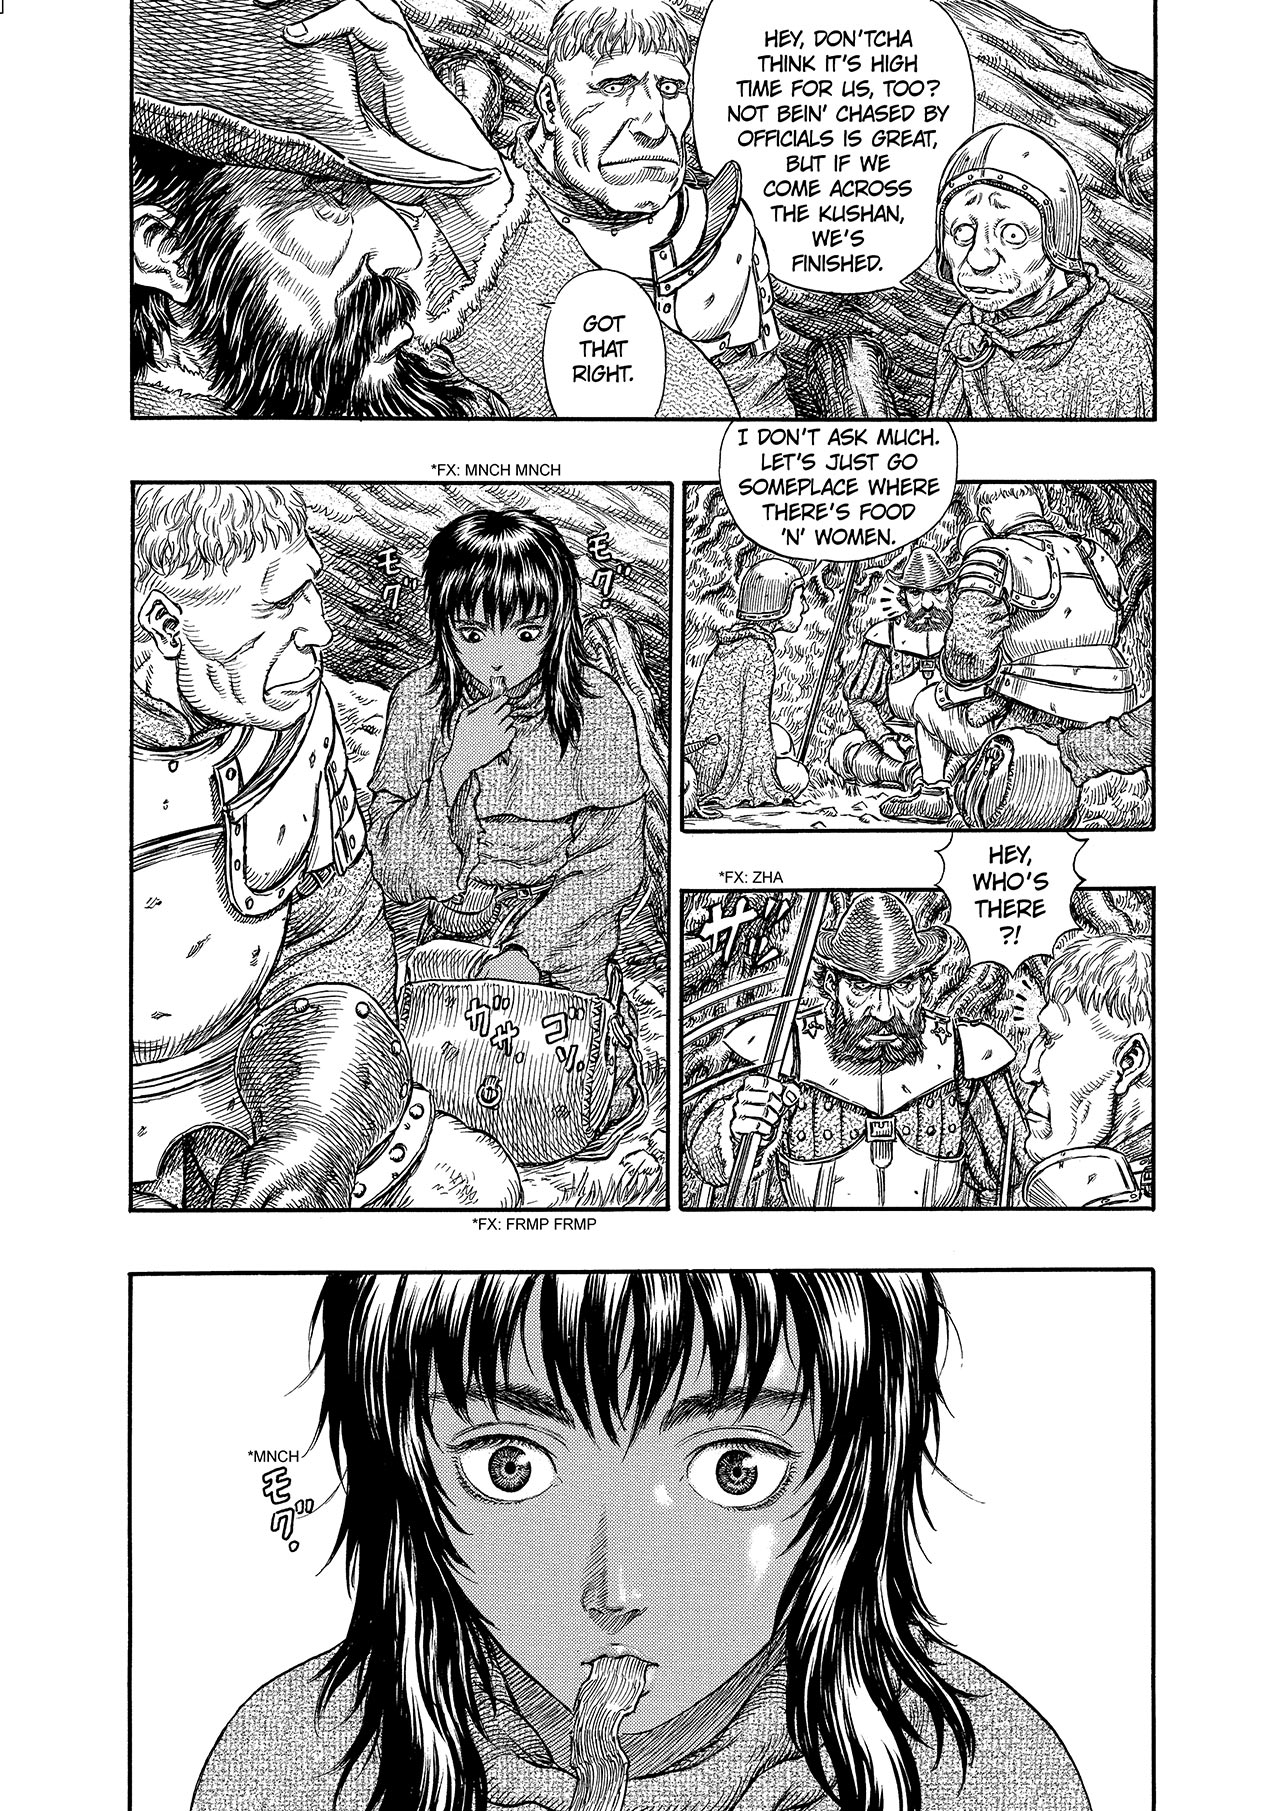 HEY, DON'TCHA
THINK IT'S HIGH
TIME FOR US, TOO?
NOT BEIN' CHASED BY
OFFICIALS IS GREAT,
BUT IF WE
COME ACROSS
THE KUSHAN,
WE'S
FINISHED.
GOT
THAT
RIGHT.
I DON'T ASK MUCH.
LET'S JUST GO
SOMEPLACE WHERE
THERE'S FOOD
'N' WOMEN.
*FX: MNCH MNCH
モグ
モグ
ガサ
ゴソ
*FX: FRMP FRMP
HEY,
WHO'S
THERE
?!
*FX: ZHA
ザッ
*MNCH
モグ